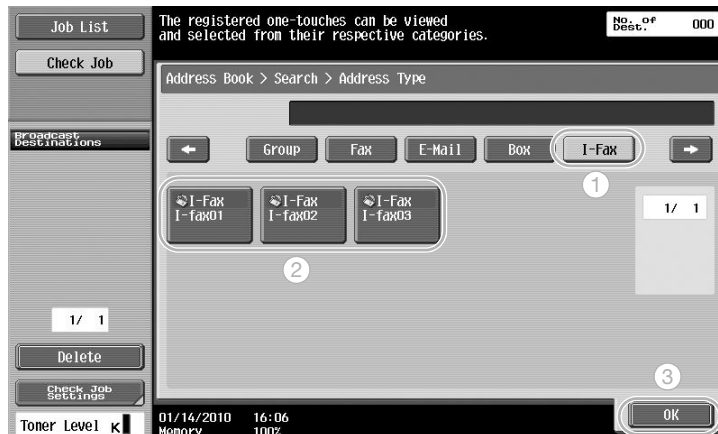 Job List
The registered one-touches can be viewed
and selected from their respective categories.
No. of
Dest.
000
Check Job
Address Book > Search > Address Type
Broadcast
Destinations
Group
Fax
E-Mail
Box
I-Fax
1
I-Fax
I-fax01
I-Fax
I-fax02
I-Fax
I-fax03
1/ 1
2
1/ 1
Delete
3
Check Job
Settings
OK
Toner Level K
01/14/2010 16:06
Memory 100%